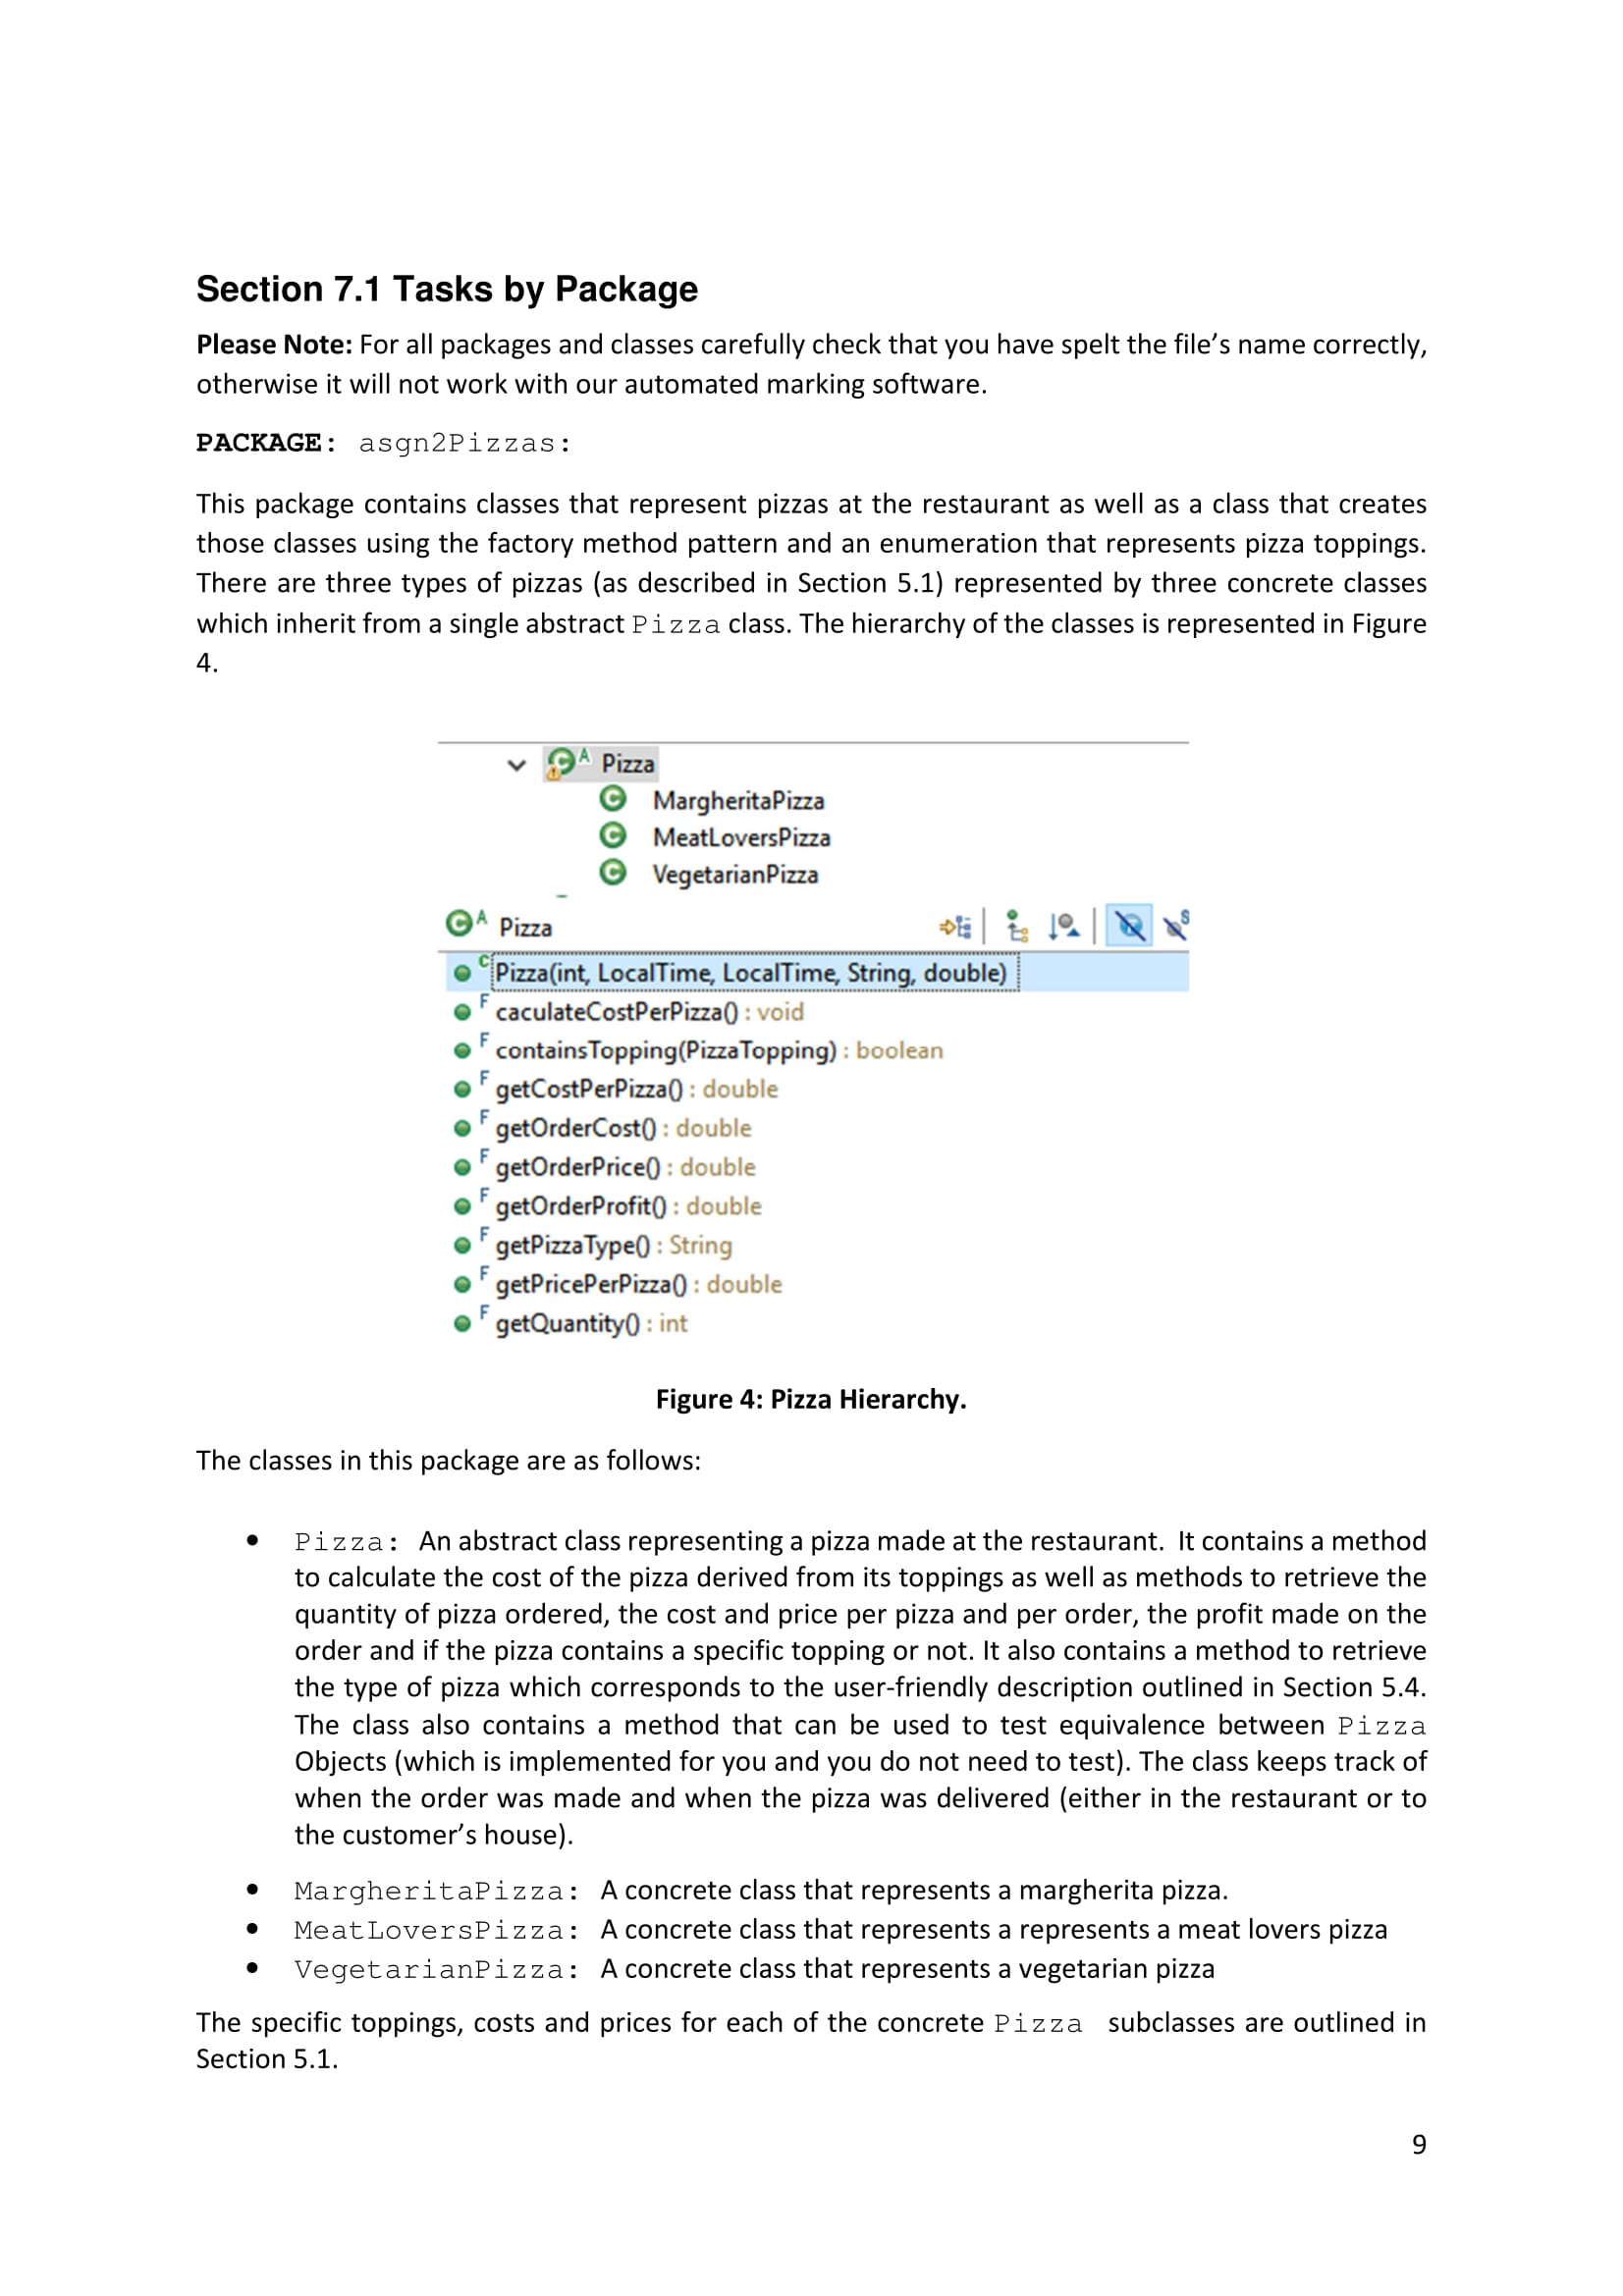 Section 7.1 Tasks by Package
Please Note: For all packages and classes carefully check that you have spelt the file’s name correctly,
otherwise it will not work with our automated marking software.
PACKAGE: asgn2Pizzas:
This package contains classes that represent pizzas at the restaurant as well as a class that creates
those classes using the factory method pattern and an enumeration that represents pizza toppings.
There are three types of pizzas (as described in Section 5.1) represented by three concrete classes
which inherit from a single abstract Pizza class. The hierarchy of the classes is represented in Figure
4.
Pizza
MargheritaPizza
MeatLoversPizza
VegetarianPizza
Pizza
Pizza(int, LocalTime, LocalTime, String, double)
caculateCostPerPizza() : void
containsTopping(PizzaTopping) : boolean
getCostPerPizza() : double
getOrderCost() : double
getOrderPrice() : double
getOrderProfit() : double
getPizzaType() : String
getPricePerPizza() : double
getQuantity() : int
Figure 4: Pizza Hierarchy.
The classes in this package are as follows:
• Pizza: An abstract class representing a pizza made at the restaurant. It contains a method
to calculate the cost of the pizza derived from its toppings as well as methods to retrieve the
quantity of pizza ordered, the cost and price per pizza and per order, the profit made on the
order and if the pizza contains a specific topping or not. It also contains a method to retrieve
the type of pizza which corresponds to the user-friendly description outlined in Section 5.4.
The class also contains a method that can be used to test equivalence between Pizza
Objects (which is implemented for you and you do not need to test). The class keeps track of
when the order was made and when the pizza was delivered (either in the restaurant or to
the customer’s house).
• MargheritaPizza: A concrete class that represents a margherita pizza.
• MeatLoversPizza: A concrete class that represents a represents a meat lovers pizza
• VegetarianPizza: A concrete class that represents a vegetarian pizza
The specific toppings, costs and prices for each of the concrete Pizza subclasses are outlined in
Section 5.1.
9